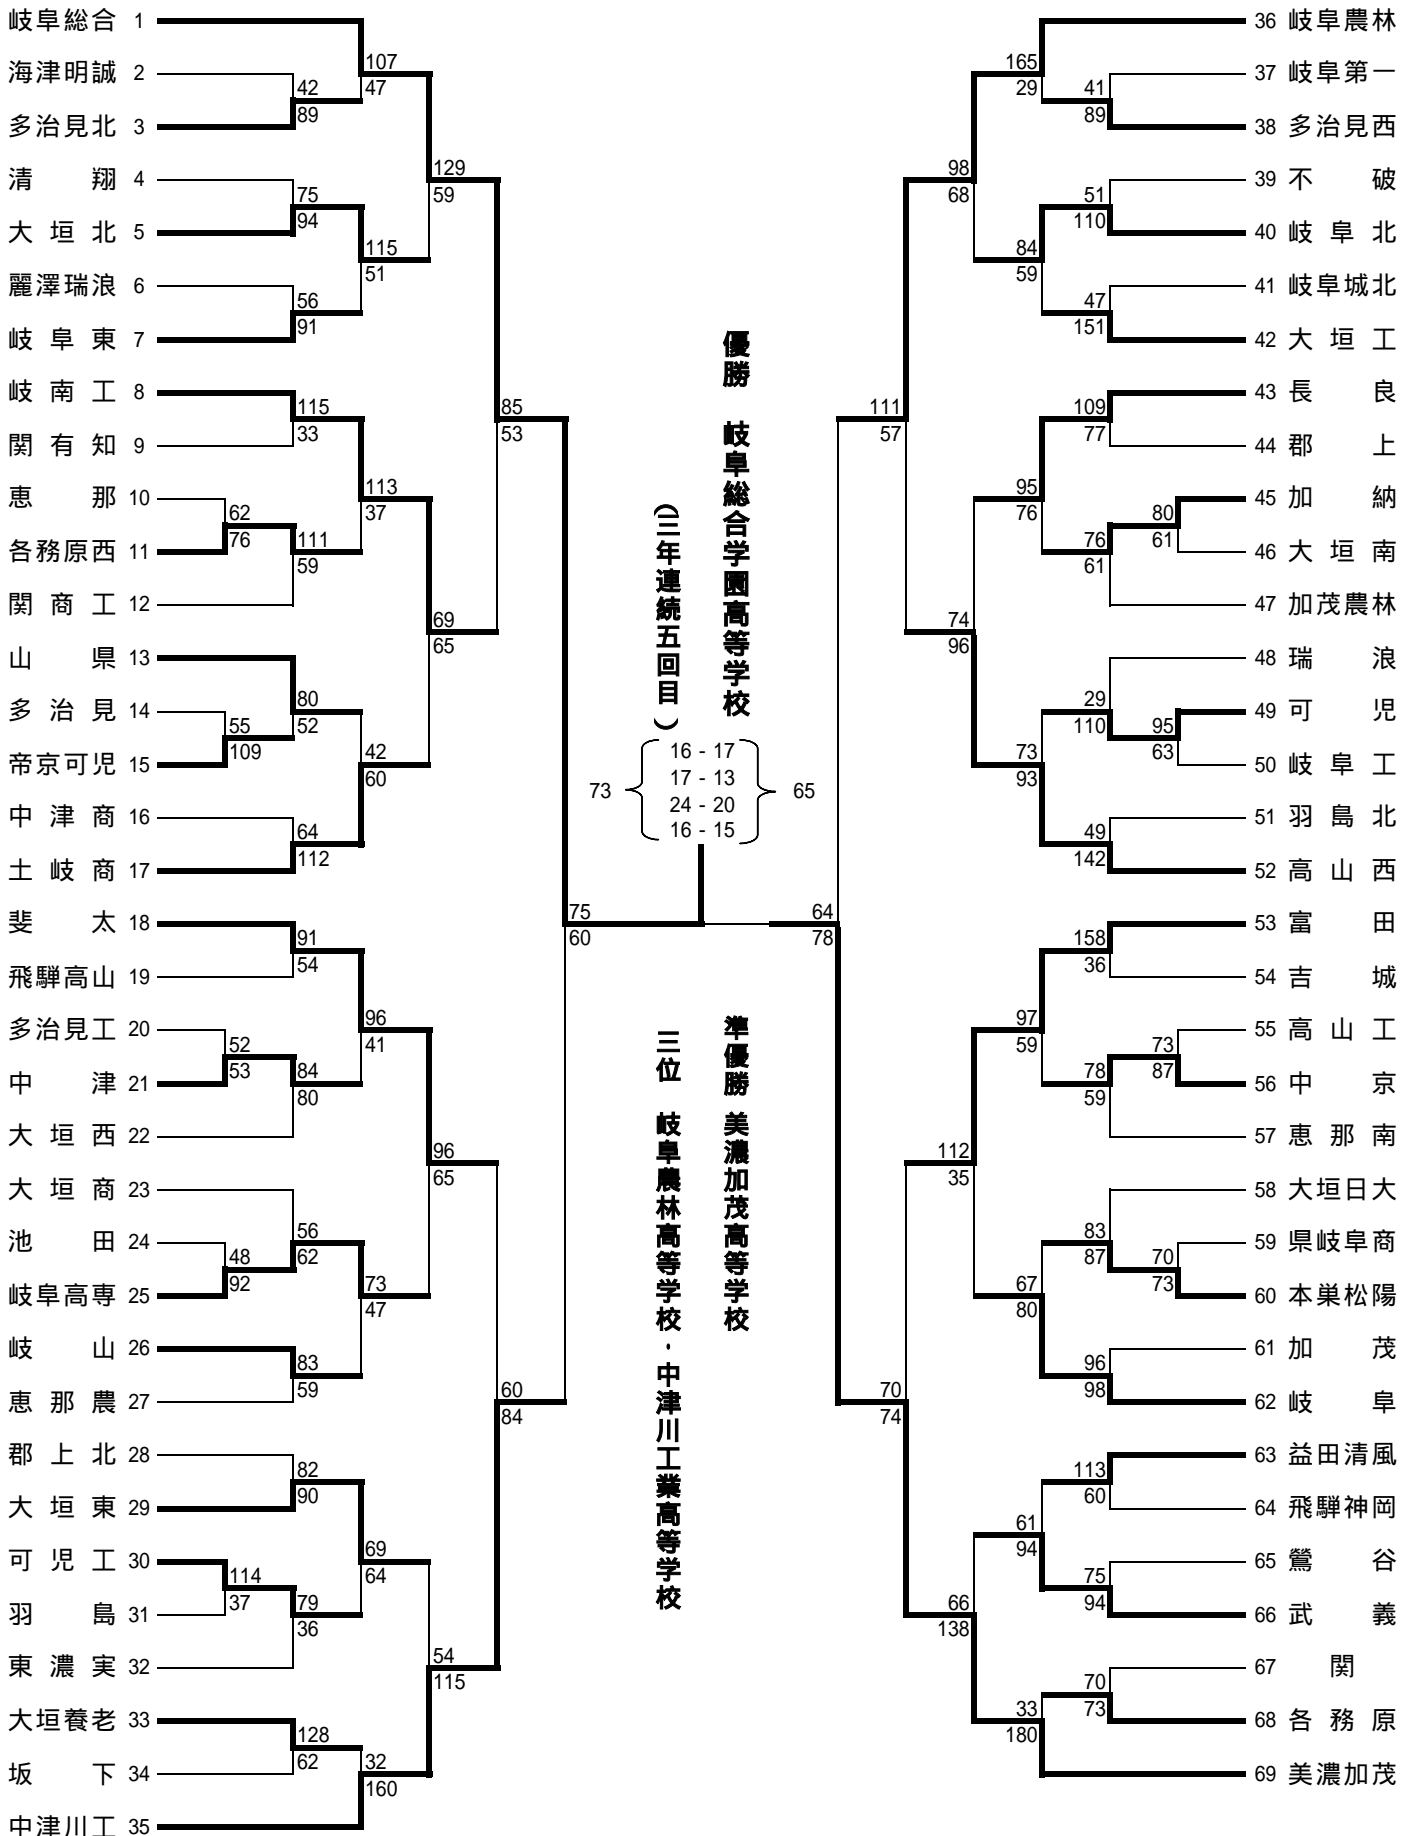 岐阜総合 1
海津明誠 2
多治見北 3
清翔 4
大垣北 5
麗澤瑞浪 6
岐阜東 7
岐南工 8
関有知 9
恵那 10
各務原西 11
関商工 12
山県 13
多治見 14
帝京可児 15
中津商 16
土岐商 17
斐太 18
飛騨高山 19
多治見工 20
中津 21
大垣西 22
大垣商 23
池田 24
岐阜高専 25
岐山 26
恵那農 27
郡上北 28
大垣東 29
可児工 30
羽島 31
東濃実 32
大垣養老 33
坂下 34
中津川工 35
62
76
55
109
52
53
48
92
114
37
42
89
75
94
56
91
115
33
111
59
80
52
64
112
91
54
84
80
56
62
83
59
82
90
79
36
128
62
107
47
115
51
113
37
42
60
96
41
73
47
69
64
32
160
129
59
69
65
96
65
54
115
85
53
60
84
75
60
優勝 岐阜総合学園高等学校
(三年連続五回目)
73
16 - 17
17 - 13
24 - 20
16 - 15
65
準優勝 美濃加茂高等学校
三位 岐阜農林高等学校・中津川工業高等学校
64
78
111
57
70
74
98
68
74
96
112
35
66
138
165
29
84
59
95
76
73
93
97
59
67
80
61
94
33
180
41
89
51
110
47
151
109
77
76
61
29
110
49
142
158
36
78
59
83
87
96
98
113
60
75
94
70
73
80
61
95
63
73
87
70
73
36 岐阜農林
37 岐阜第一
38 多治見西
39 不破
40 岐阜北
41 岐阜城北
42 大垣工
43 長良
44 郡上
45 加納
46 大垣南
47 加茂農林
48 瑞浪
49 可児
50 岐阜工
51 羽島北
52 高山西
53 富田
54 吉城
55 高山工
56 中京
57 恵那南
58 大垣日大
59 県岐阜商
60 本巣松陽
61 加茂
62 岐阜
63 益田清風
64 飛騨神岡
65 鶯谷
66 武義
67 関
68 各務原
69 美濃加茂